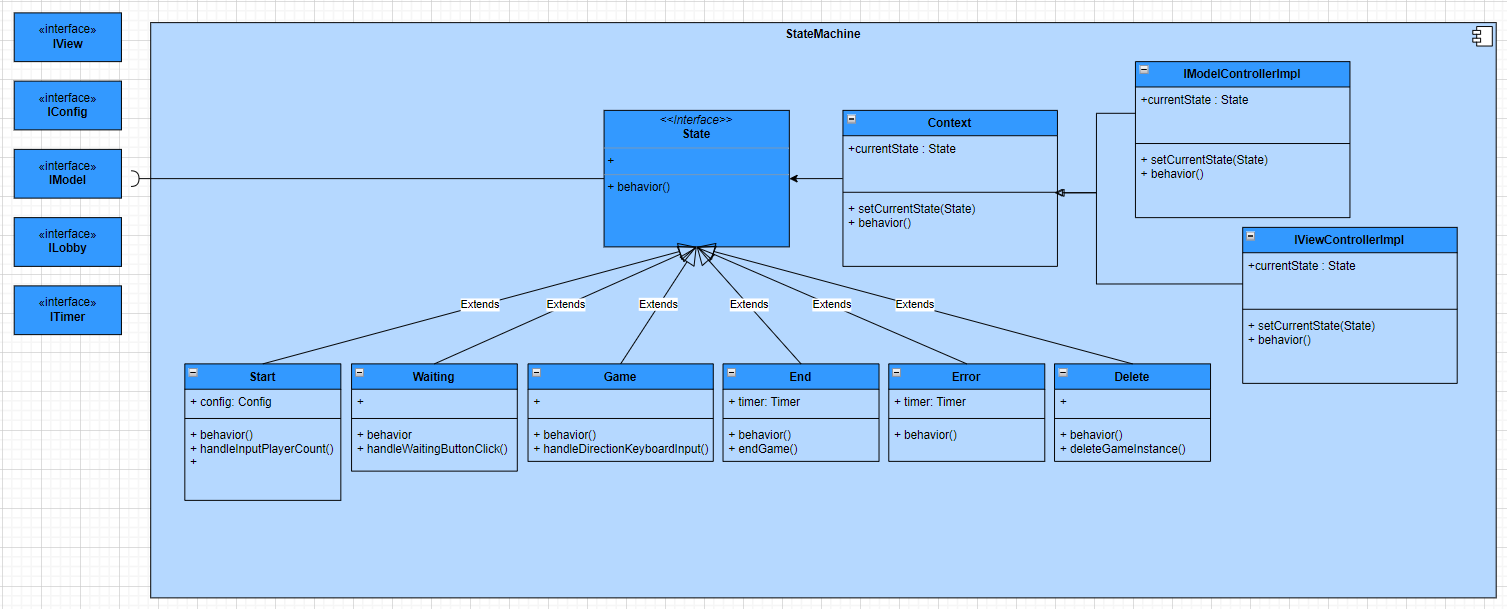 «interface»
IView
«interface»
IConfig
«interface»
IModel
«interface»
ILobby
«interface»
ITimer
StateMachine
<<Interface>>
State
+
+ behavior()
Context
+currentState : State
+ setCurrentState(State)
+ behavior()
IModelControllerImpl
+currentState : State
+ setCurrentState(State)
+ behavior()
IViewControllerImpl
+currentState : State
+ setCurrentState(State)
+ behavior()
Extends
Extends
Extends
Extends
Extends
Extends
Start
+ config: Config
+ behavior()
+ handleInputPlayerCount()
+
Waiting
+
+ behavior
+ handleWaitingButtonClick()
Game
+
+ behavior()
+ handleDirectionKeyboardInput()
End
+ timer: Timer
+ behavior()
+ endGame()
Error
+ timer: Timer
+ behavior()
Delete
+
+ behavior()
+ deleteGameInstance()